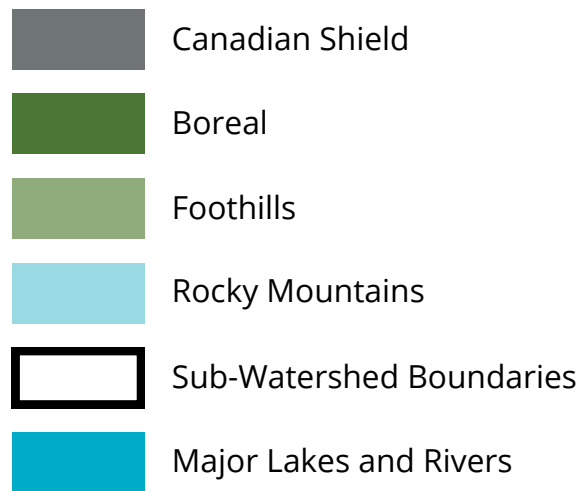 Canadian Shield
Boreal
Foothills
Rocky Mountains
Sub-Watershed Boundaries
Major Lakes and Rivers